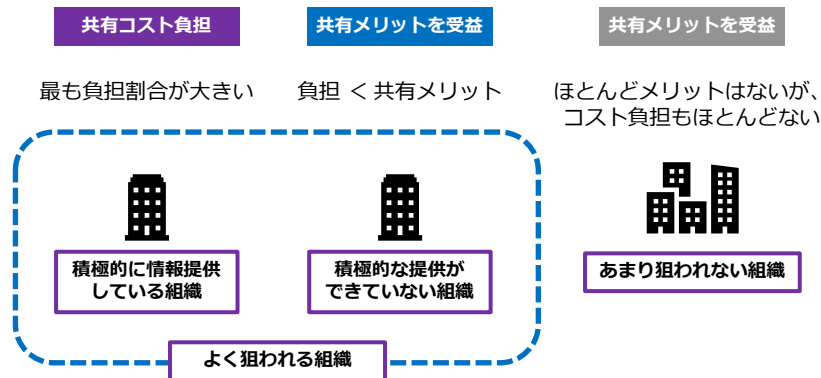 共有コスト負担
共有メリットを受益
共有メリットを受益
最も負担割合が大きい
負担 < 共有メリット
ほとんどメリットはないが、
コスト負担もほとんどない
積極的に情報提供
している組織
積極的な提供が
できていない組織
あまり狙われない組織
よく狙われる組織